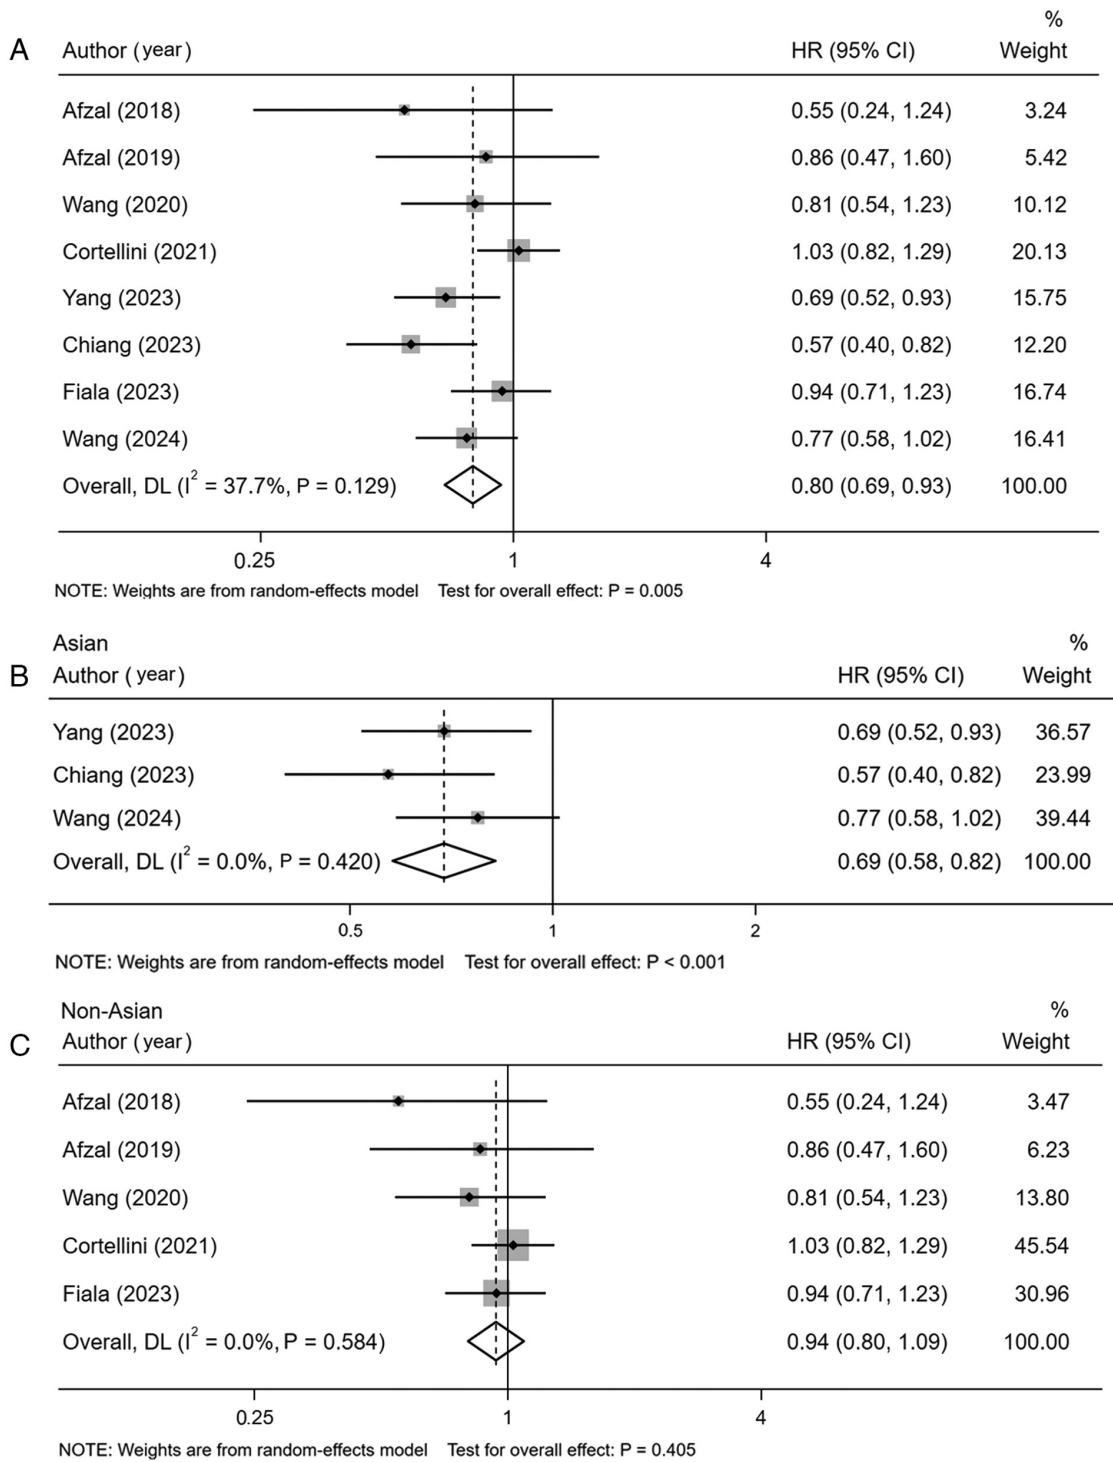 %
A Author (year) HR (95% CI) Weight
Afzal (2018) 0.55 (0.24, 1.24) 3.24
Afzal (2019) 0.86 (0.47, 1.60) 5.42
Wang (2020) 0.81 (0.54, 1.23) 10.12
Cortellini (2021) 1.03 (0.82, 1.29) 20.13
Yang (2023) 0.69 (0.52, 0.93) 15.75
Chiang (2023) 0.57 (0.40, 0.82) 12.20
Fiala (2023) 0.94 (0.71, 1.23) 16.74
Wang (2024) 0.77 (0.58, 1.02) 16.41
Overall, DL (I² = 37.7%, P = 0.129) 0.80 (0.69, 0.93) 100.00
0.25 1 4
NOTE: Weights are from random-effects model Test for overall effect: P = 0.005
Asian %
B Author (year) HR (95% CI) Weight
Yang (2023) 0.69 (0.52, 0.93) 36.57
Chiang (2023) 0.57 (0.40, 0.82) 23.99
Wang (2024) 0.77 (0.58, 1.02) 39.44
Overall, DL (I² = 0.0%, P = 0.420) 0.69 (0.58, 0.82) 100.00
0.5 1 2
NOTE: Weights are from random-effects model Test for overall effect: P < 0.001
Non-Asian %
C Author (year) HR (95% CI) Weight
Afzal (2018) 0.55 (0.24, 1.24) 3.47
Afzal (2019) 0.86 (0.47, 1.60) 6.23
Wang (2020) 0.81 (0.54, 1.23) 13.80
Cortellini (2021) 1.03 (0.82, 1.29) 45.54
Fiala (2023) 0.94 (0.71, 1.23) 30.96
Overall, DL (I² = 0.0%, P = 0.584) 0.94 (0.80, 1.09) 100.00
0.25 1 4
NOTE: Weights are from random-effects model Test for overall effect: P = 0.405